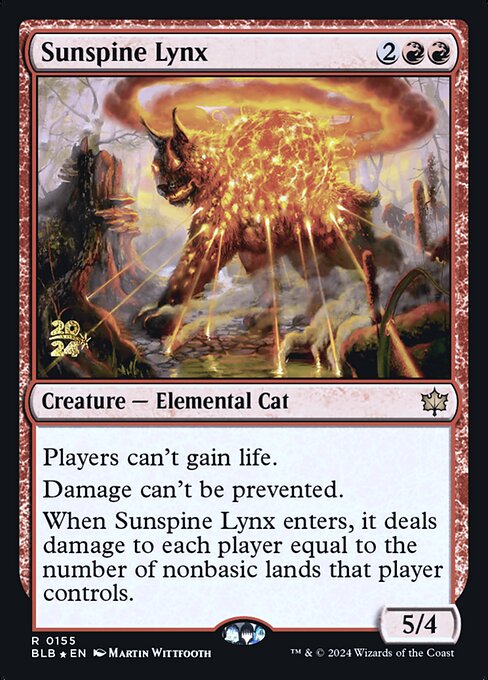 Sunspine Lynx 2
2024
Creature — Elemental Cat
Players can't gain life.
Damage can't be prevented.
When Sunspine Lynx enters, it deals
damage to each player equal to the
number of nonbasic lands that player
controls.
5/4
R 0155
BLB ★ EN Martin Wittfooth
™ & © 2024 Wizards of the Coast